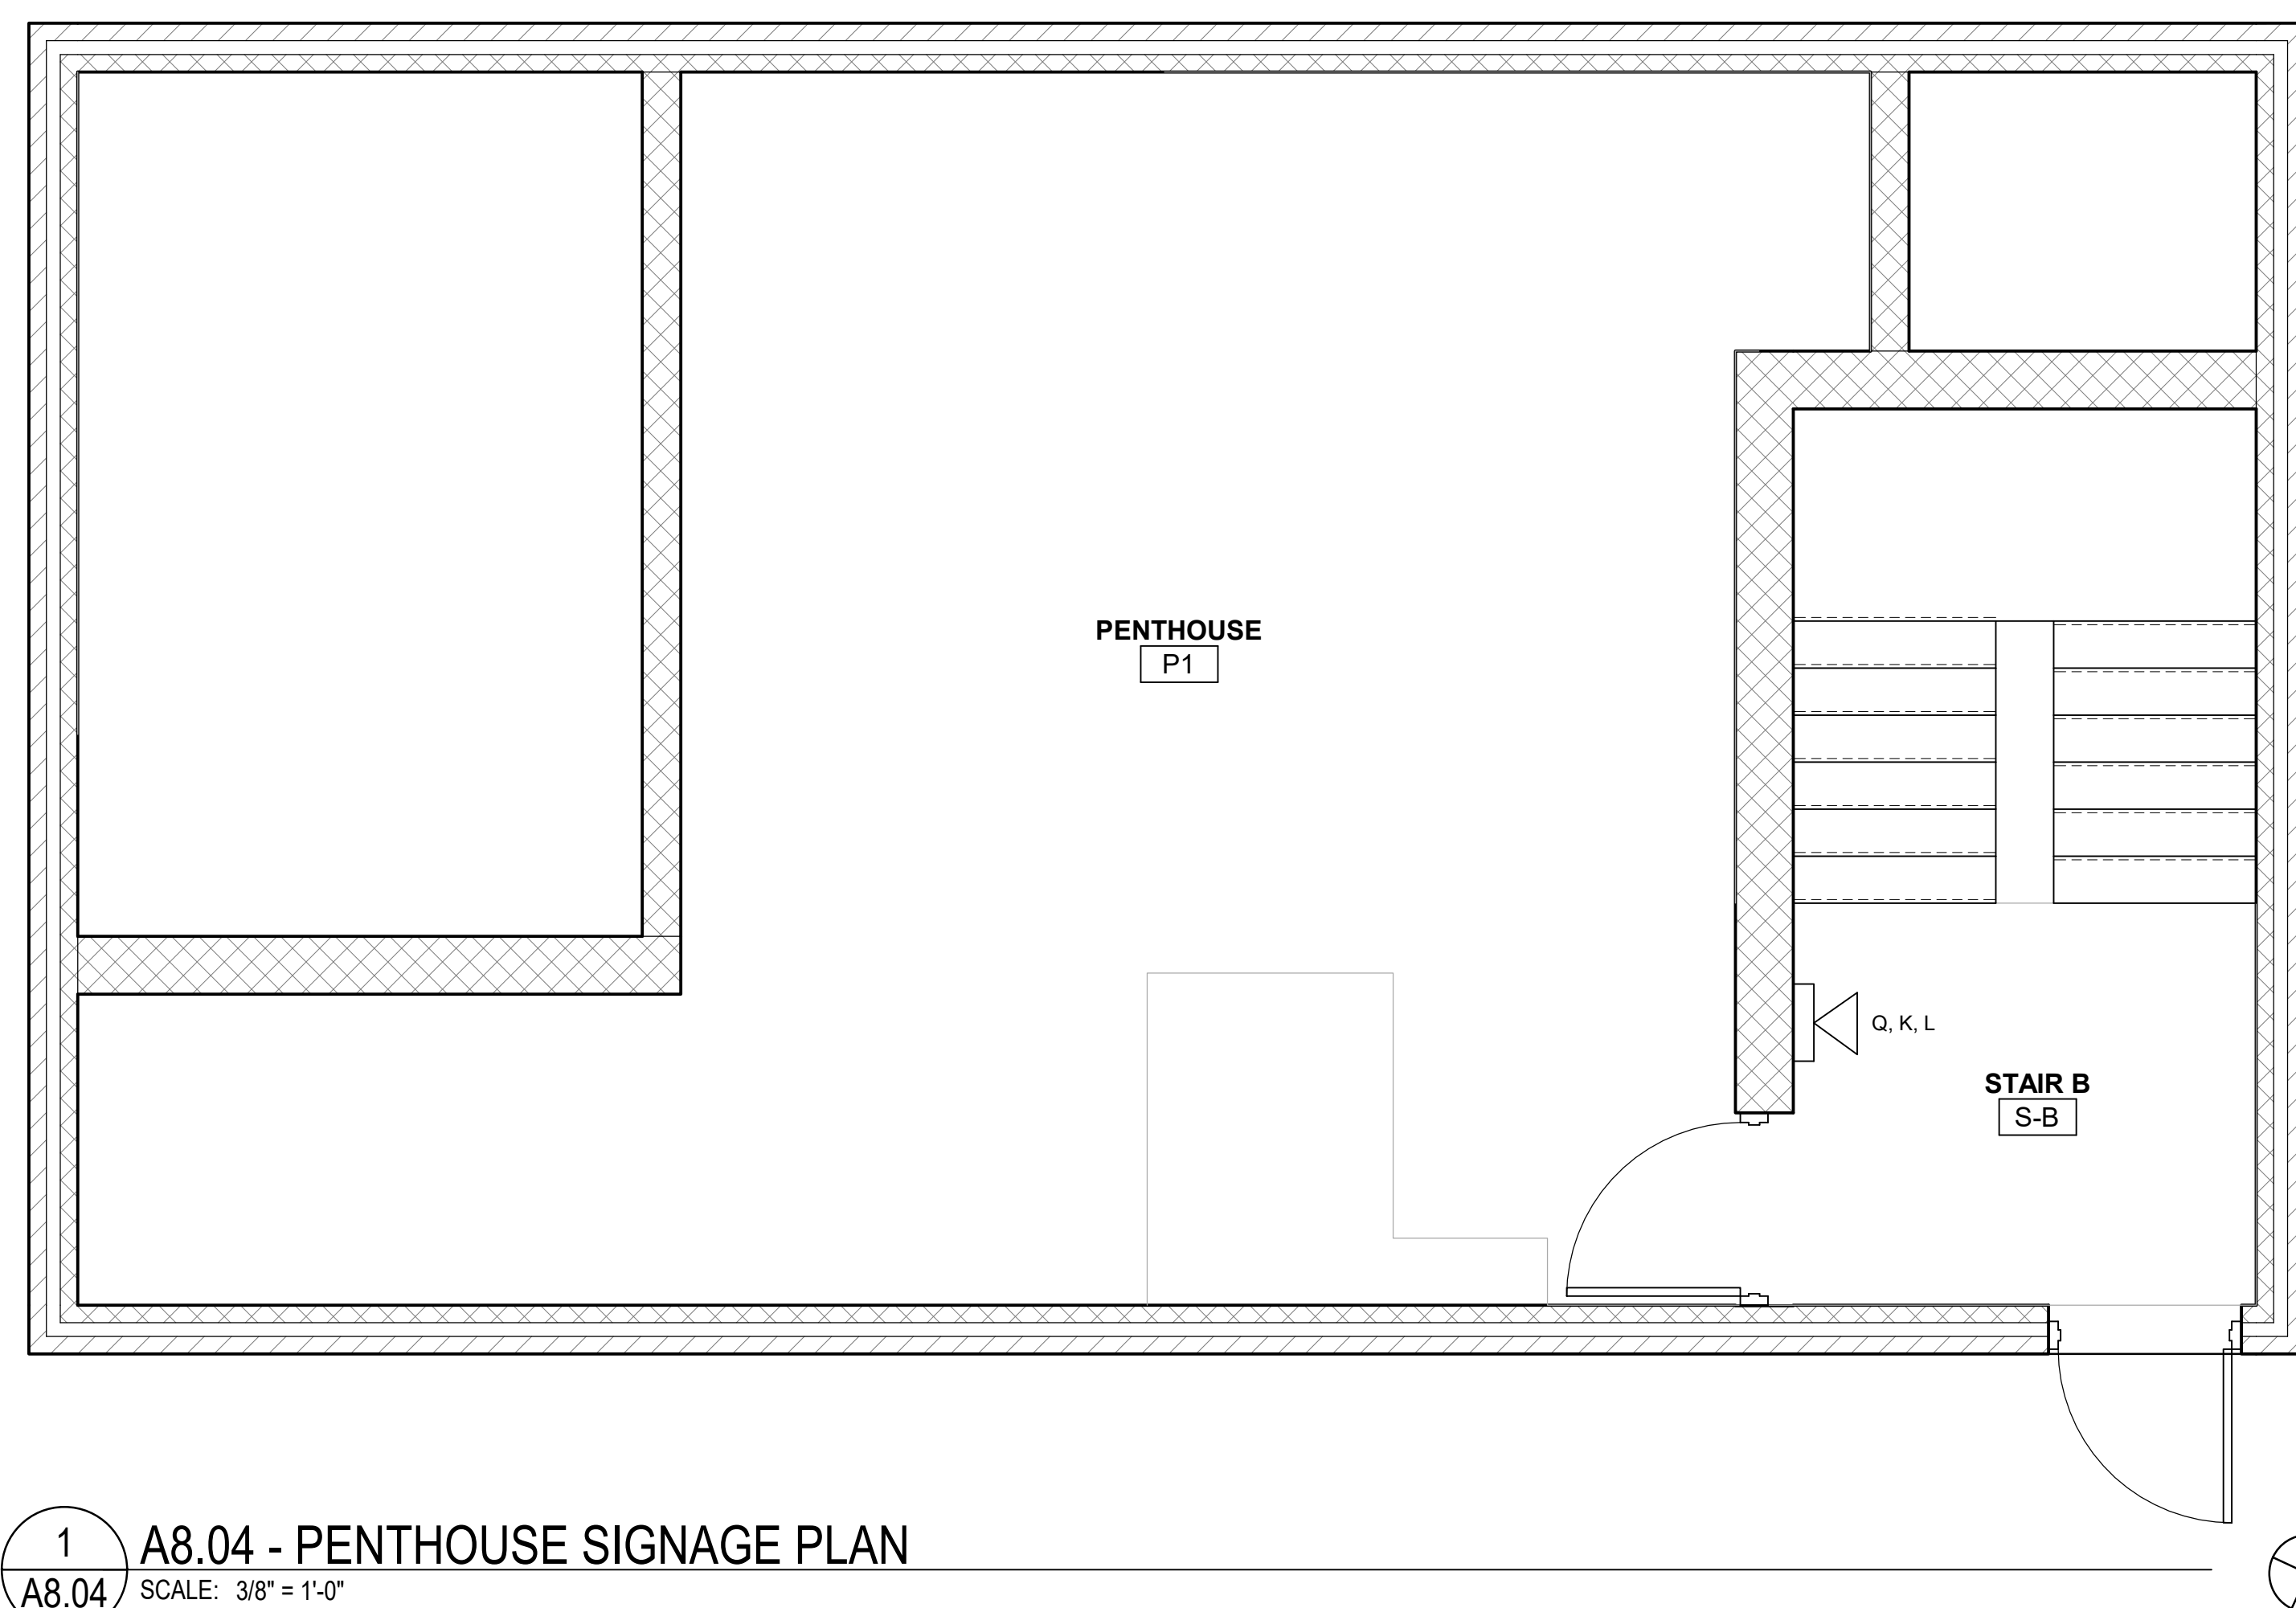 PENTHOUSE
P1
Q, K, L
STAIR B
S-B
1
A8.04 - PENTHOUSE SIGNAGE PLAN
A8.04
SCALE: 3/8" = 1'-0"